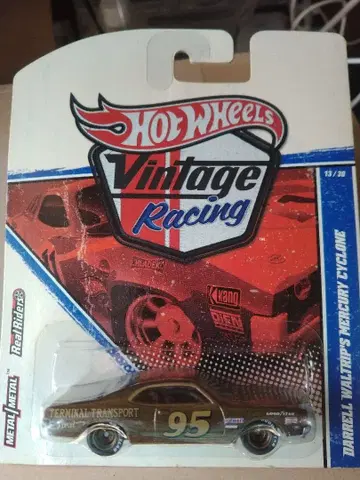 HOT WHEELS
Vintage
Racing
13/30
DARRELL WALTRIP'S MERCURY CYCLONE
METAL/METAL
Real Riders
TERMINAL TRANSPORT
95